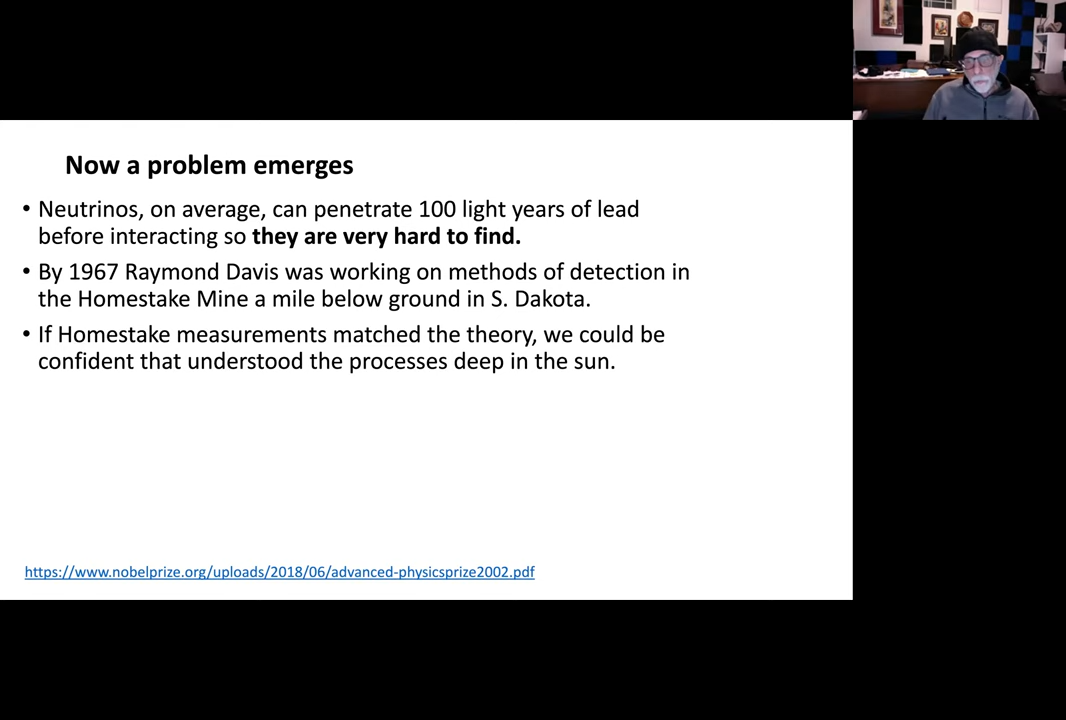 Now a problem emerges
• Neutrinos, on average, can penetrate 100 light years of lead
before interacting so they are very hard to find.
• By 1967 Raymond Davis was working on methods of detection in
the Homestake Mine a mile below ground in S. Dakota.
• If Homestake measurements matched the theory, we could be
confident that understood the processes deep in the sun.
https://www.nobelprize.org/uploads/2018/06/advanced-physicsprize2002.pdf